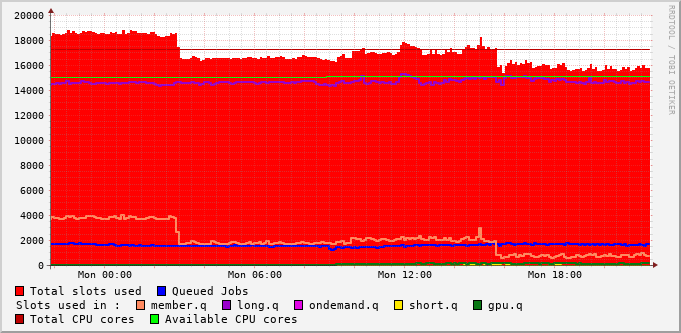 20000
18000
16000
14000
12000
10000
8000
6000
4000
2000
0
Mon 00:00 Mon 06:00 Mon 12:00 Mon 18:00
RRDTOOL / TOBI OETIKER
Total slots used Queued Jobs
Slots used in : member.q long.q ondemand.q short.q gpu.q
Total CPU cores Available CPU cores